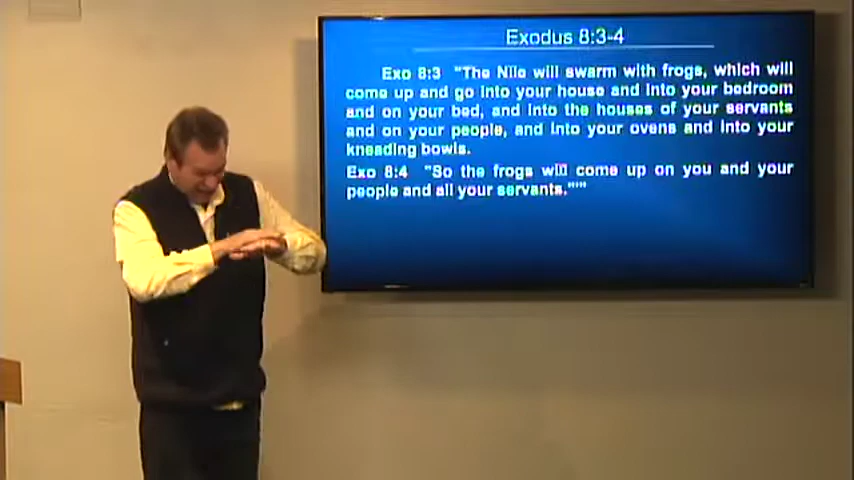 Exodus 8:3-4
Exo 8:3 "The Nile will swarm with frogs, which will
come up and go into your house and into your bedroom
and on your bed, and into the houses of your servants
and on your people, and into your ovens and into your
kneading bowls.
Exo 8:4 "So the frogs will come up on you and your
people and all your servants."'"